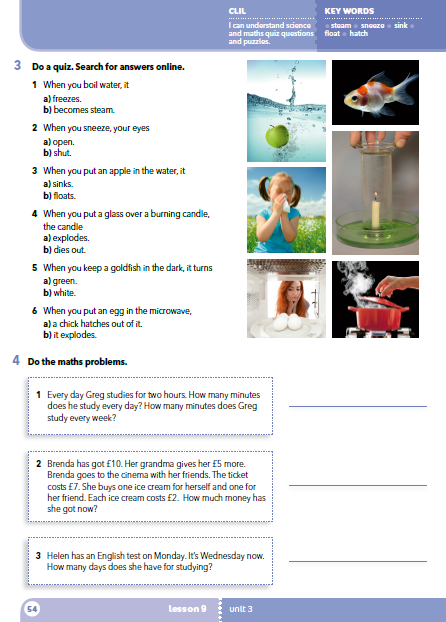 CLIL
I can understand science
and maths quiz questions
and puzzles.
KEY WORDS
steam sneeze sink
float hatch
3 Do a quiz. Search for answers online.
1 When you boil water, it
a) freezes.
b) becomes steam.
2 When you sneeze, your eyes
a) open.
b) shut.
3 When you put an apple in the water, it
a) sinks.
b) floats.
4 When you put a glass over a burning candle,
the candle
a) explodes.
b) dies out.
5 When you keep a goldfish in the dark, it turns
a) green.
b) white.
6 When you put an egg in the microwave,
a) a chick hatches out of it.
b) it explodes.
4 Do the maths problems.
1 Every day Greg studies for two hours. How many minutes
does he study every day? How many minutes does Greg
study every week?
2 Brenda has got £10. Her grandma gives her £5 more.
Brenda goes to the cinema with her friends. The ticket
costs £7. She buys one ice cream for herself and one for
her friend. Each ice cream costs £2. How much money has
she got now?
3 Helen has an English test on Monday. It's Wednesday now.
How many days does she have for studying?
54
lesson 9
unit 3